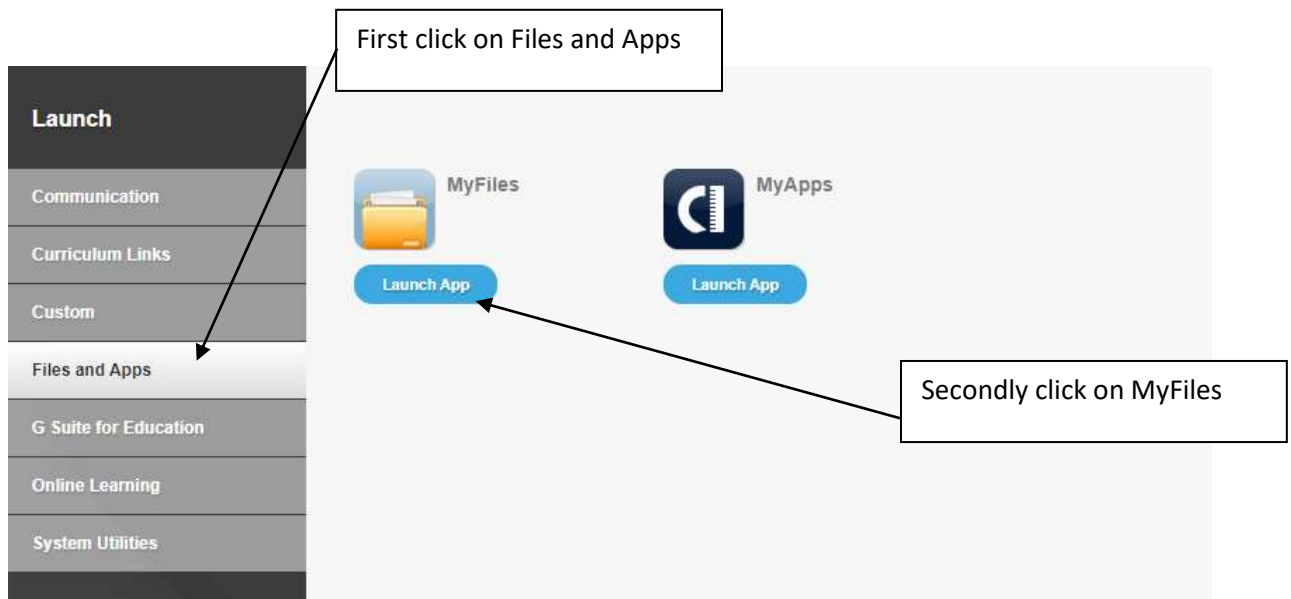 First click on Files and Apps
Launch
Communication
Curriculum Links
Custom
Files and Apps
G Suite for Education
Online Learning
System Utilities
MyFiles
Launch App
MyApps
Launch App
Secondly click on MyFiles